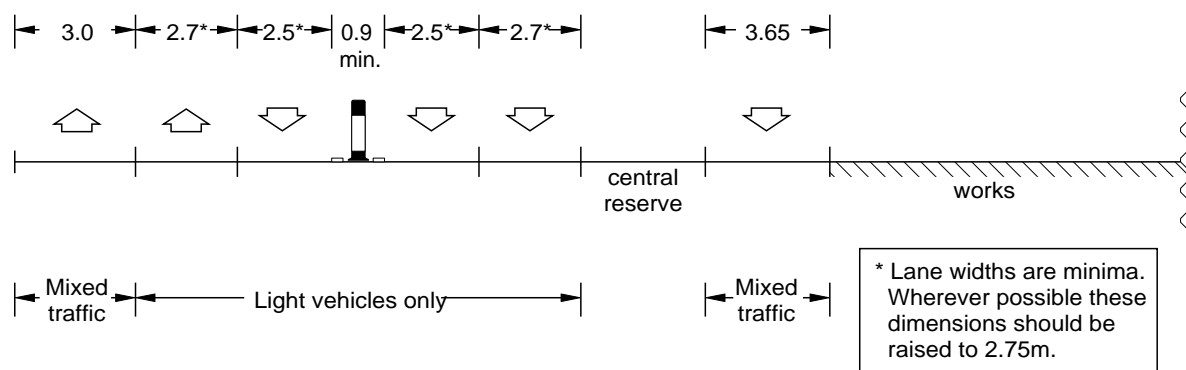 3.0 2.7* 2.5* 0.9 2.5* 2.7* 3.65
min.
central
reserve
works
Mixed
traffic
Light vehicles only
Mixed
traffic
* Lane widths are minima.
Wherever possible these
dimensions should be
raised to 2.75m.